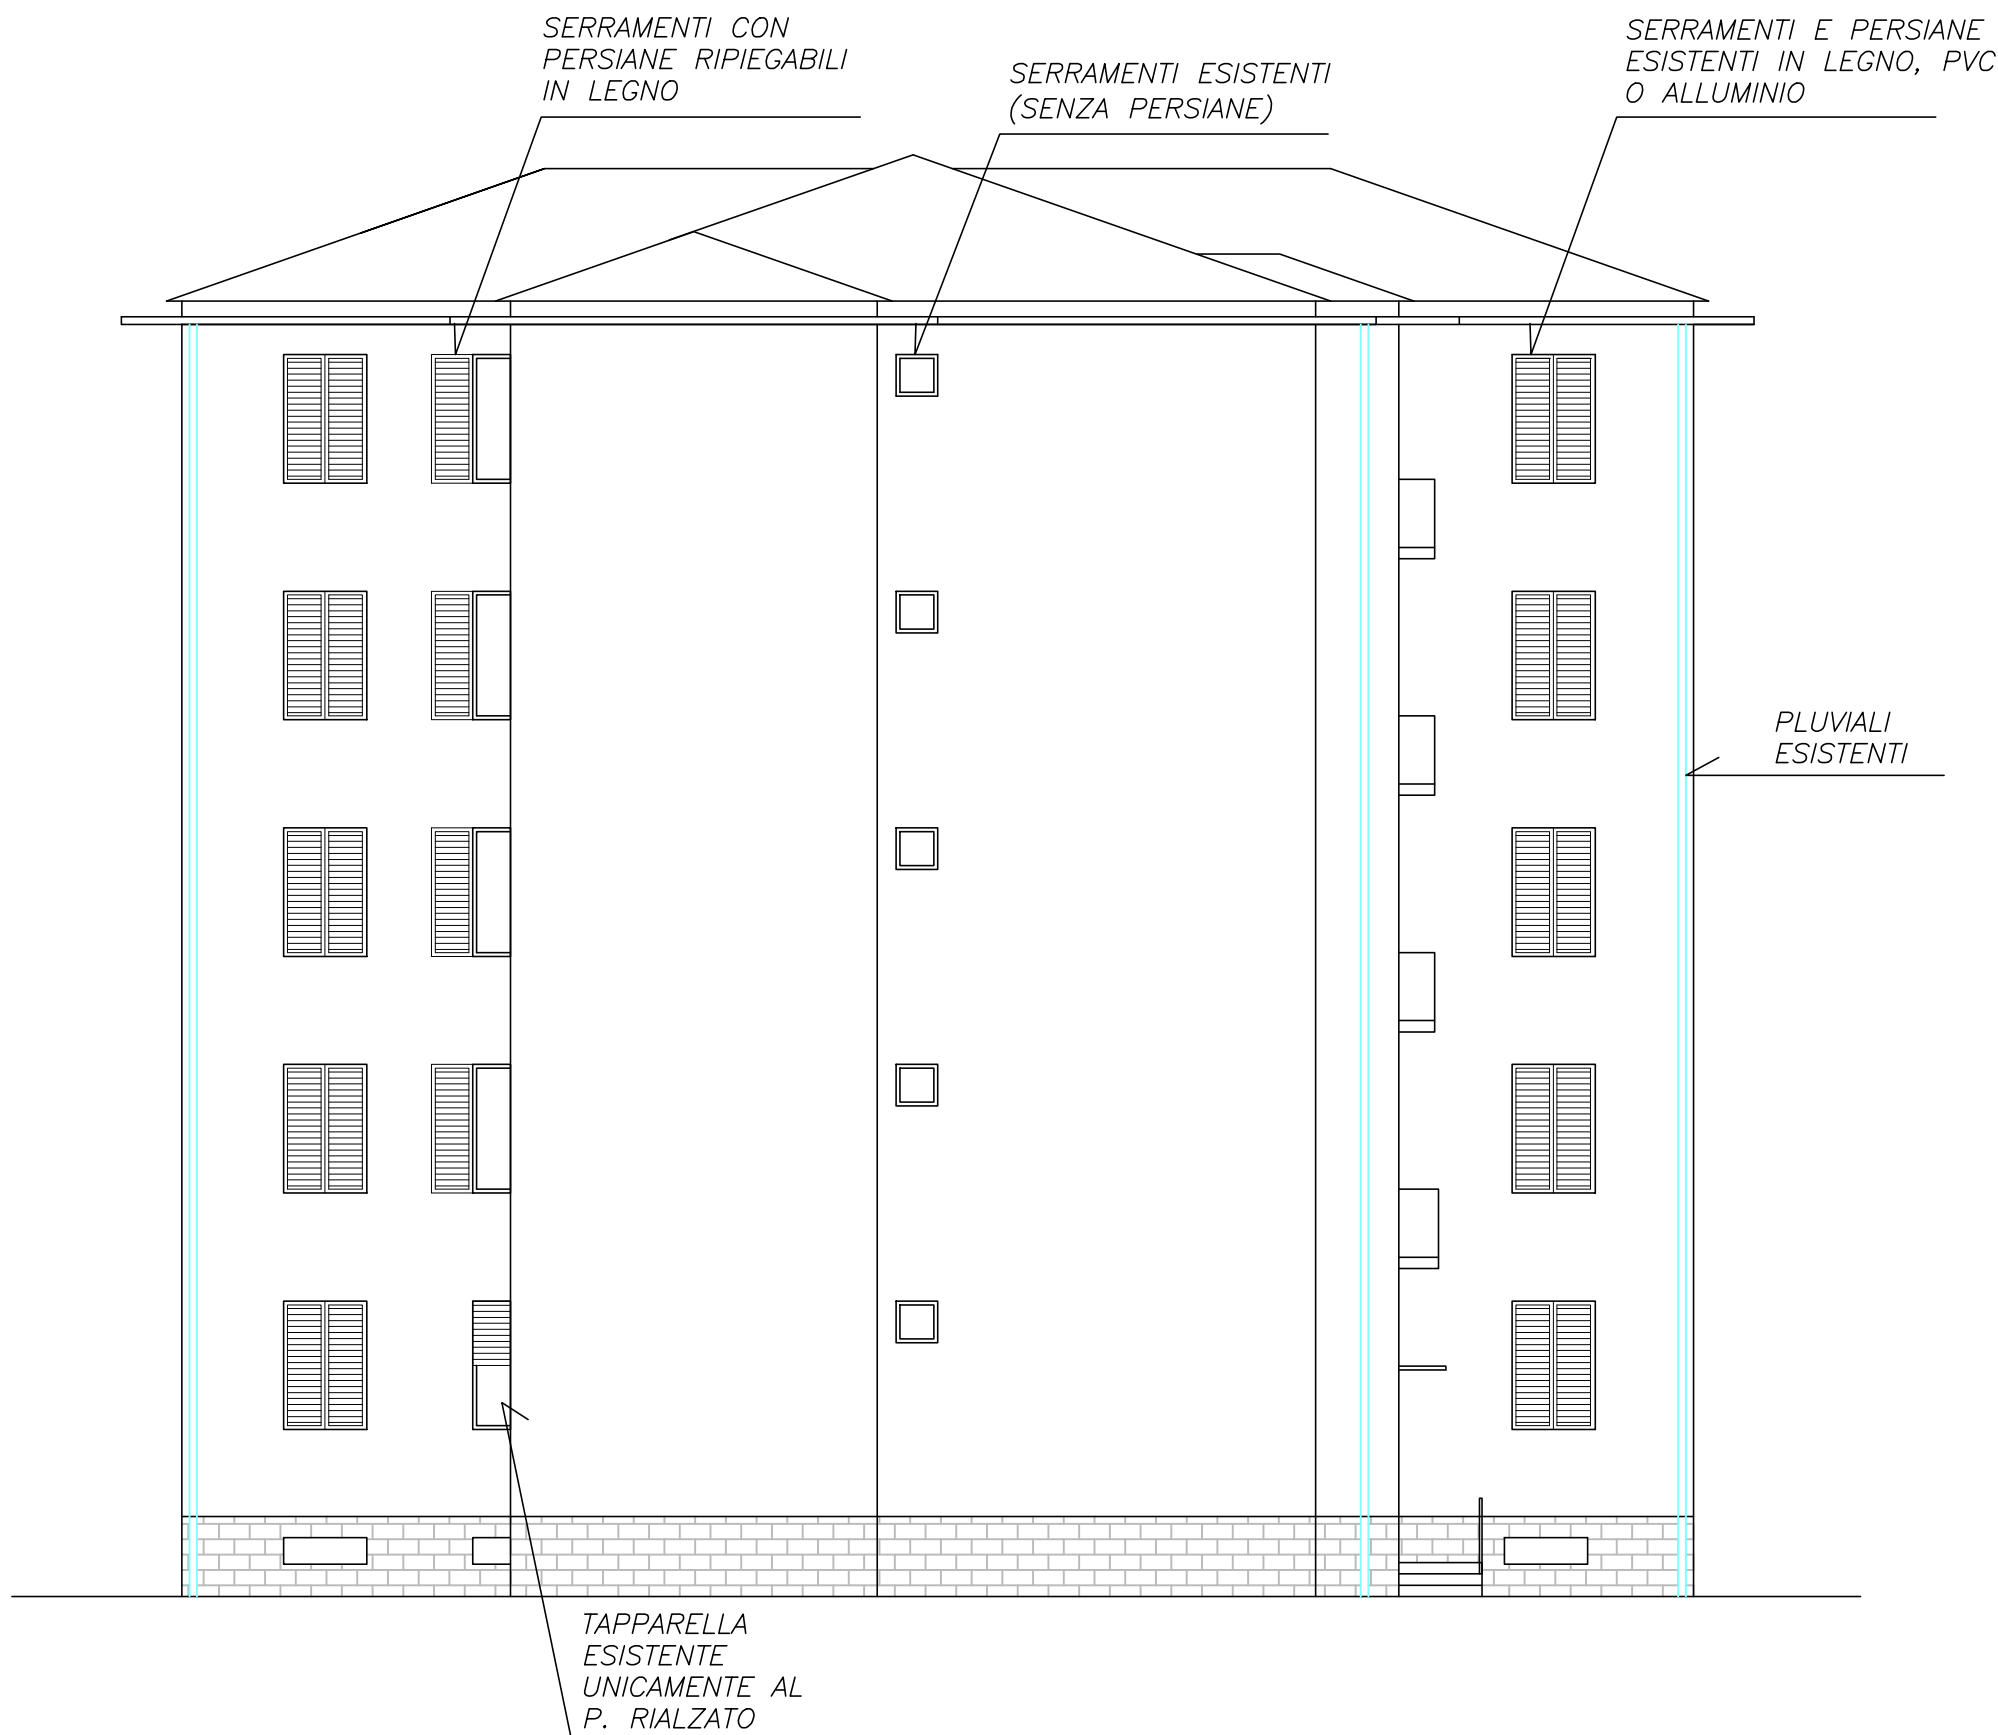 SERRAMENTI CON
PERSIANE RIPIEGABILI
IN LEGNO
SERRAMENTI ESISTENTI
(SENZA PERSIANE)
SERRAMENTI E PERSIANE
ESISTENTI IN LEGNO, PVC
O ALLUMINIO
PLUVIALI
ESISTENTI
TAPPARELLA
ESISTENTE
UNICAMENTE AL
P. RIALZATO